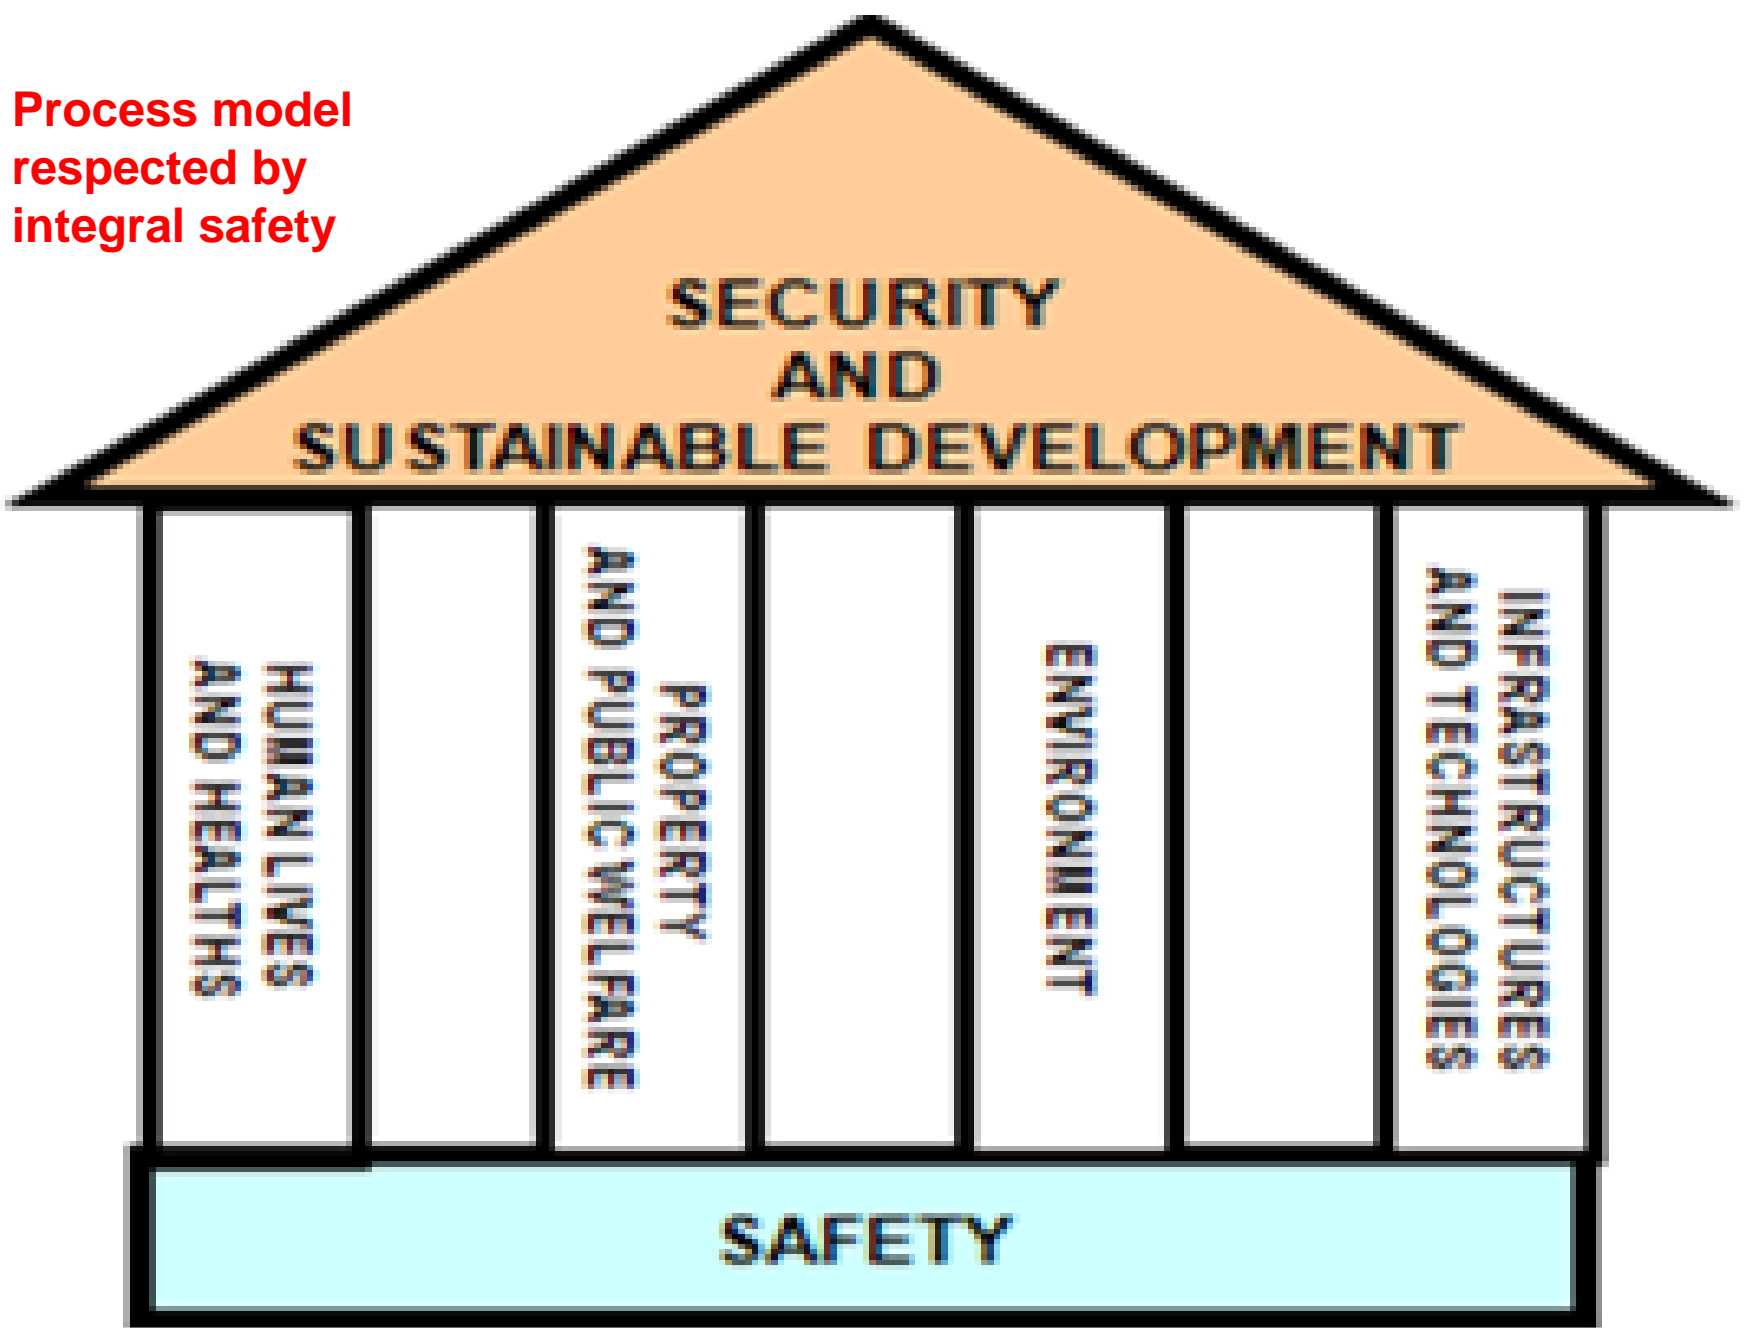 Process model
respected by
integral safety
SECURITY
AND
SUSTAINABLE DEVELOPMENT
HUMAN LIVES
AND HEALTHS
PROPERTY
AND PUBLIC WELFARE
ENVIRONMENT
INFRASTRUCTURES
AND TECHNOLOGIES
SAFETY